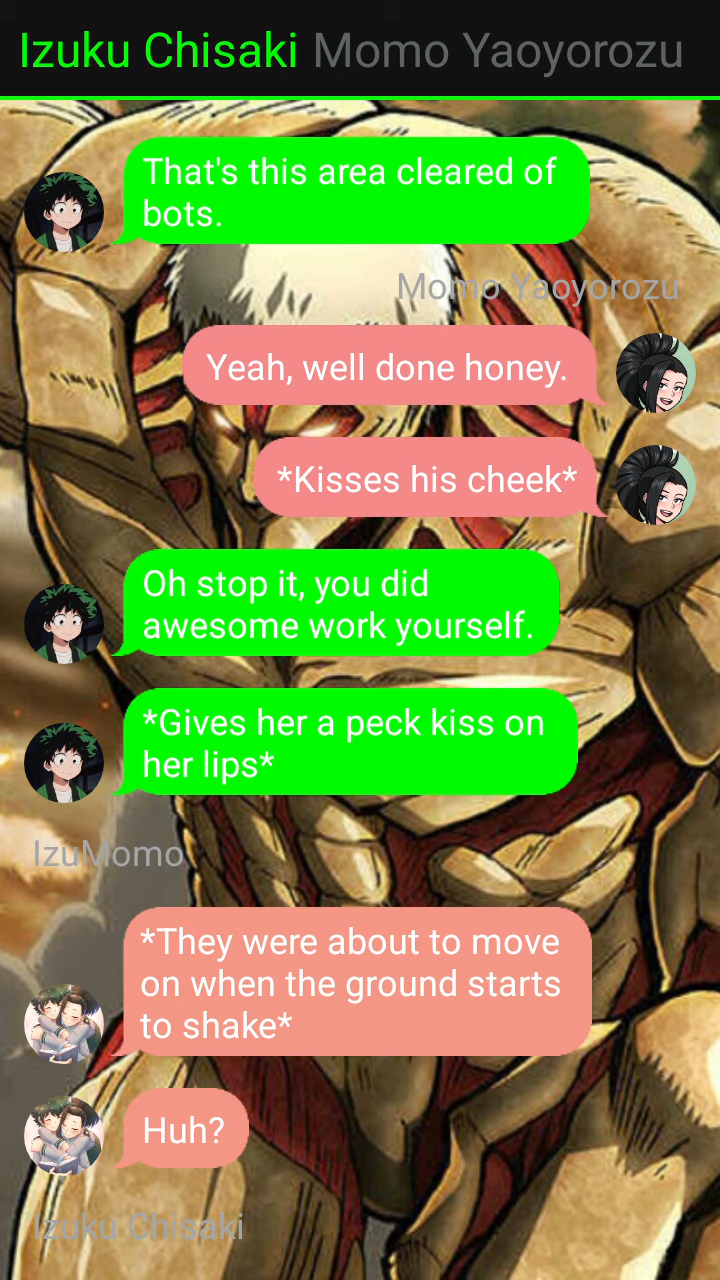 Izuku Chisaki Momo Yaoyorozu
That's this area cleared of
bots.
Momo Yaoyorozu
Yeah, well done honey.
*Kisses his cheek*
Oh stop it, you did
awesome work yourself.
*Gives her a peck kiss on
her lips*
IzuMomo
*They were about to move
on when the ground starts
to shake*
Huh?
Izuku Chisaki